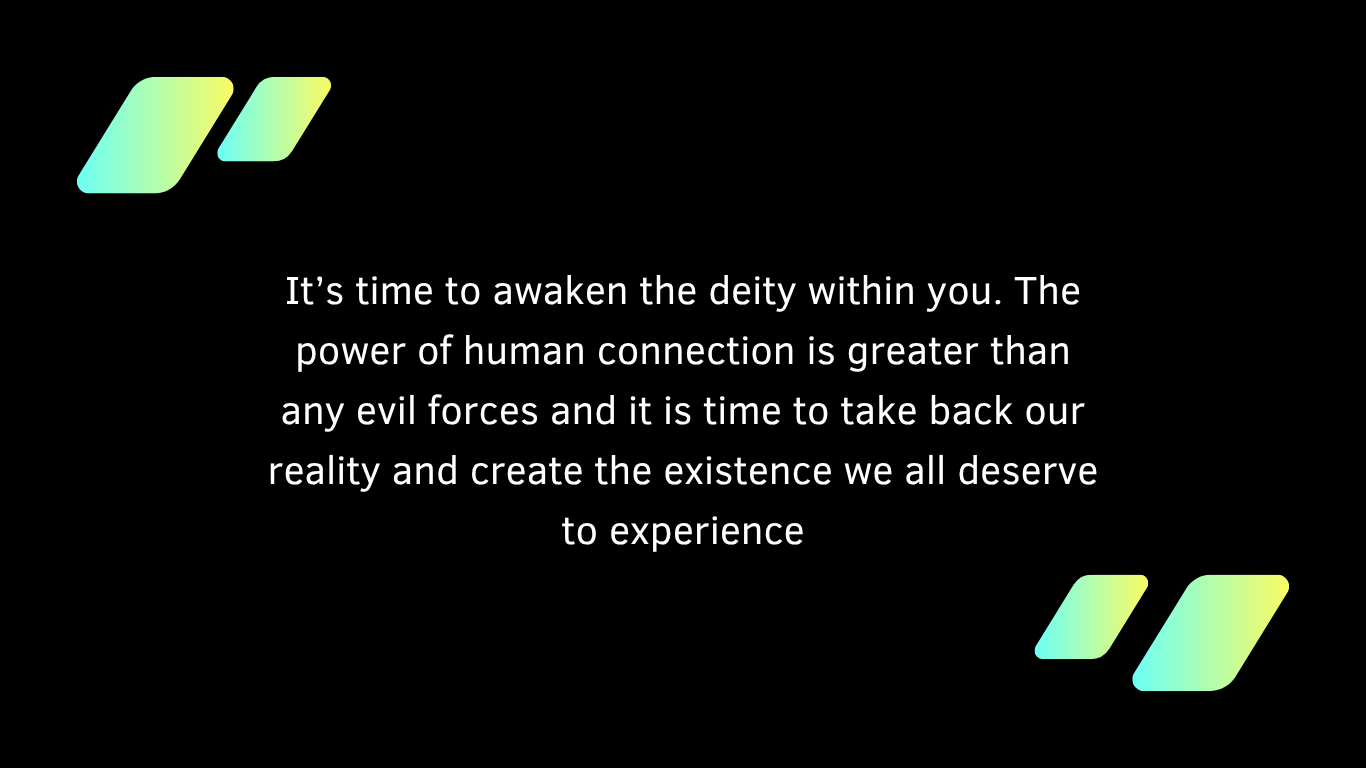 It’s time to awaken the deity within you. The
power of human connection is greater than
any evil forces and it is time to take back our
reality and create the existence we all deserve
to experience